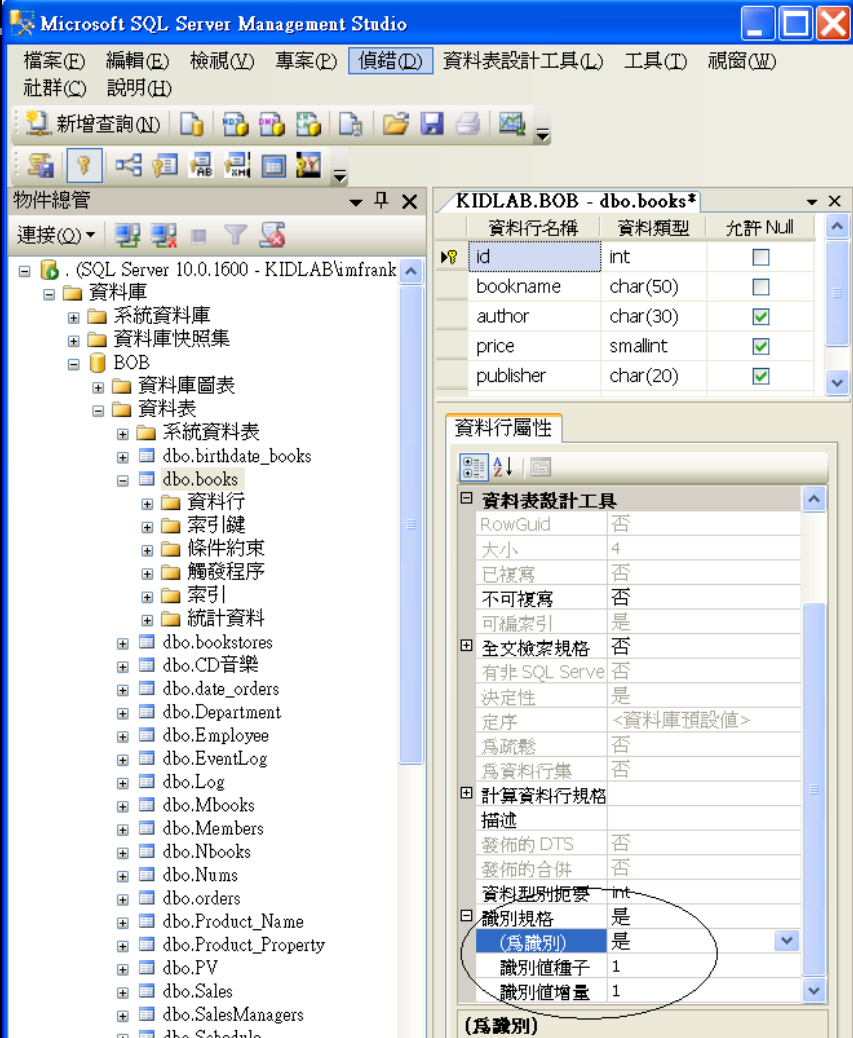 Microsoft SQL Server Management Studio
檔案(F) 編輯(E) 檢視(V) 專案(P) 偵錯(D) 資料表設計工具(L) 工具(T) 視窗(W)
社群(C) 說明(H)
新增查詢(N)
物件總管
連接(O)
. (SQL Server 10.0.1600 - KIDLAB\imfrank
資料庫
系統資料庫
資料庫快照集
BOB
資料庫圖表
資料表
系統資料表
dbo.birthdate_books
dbo.books
資料行
索引鍵
條件約束
觸發程序
索引
統計資料
dbo.bookstores
dbo.CD音樂
dbo.date_orders
dbo.Department
dbo.Employee
dbo.EventLog
dbo.Log
dbo.Mbooks
dbo.Members
dbo.Nbooks
dbo.Nums
dbo.orders
dbo.Product_Name
dbo.Product_Property
dbo.PV
dbo.Sales
dbo.SalesManagers
dbo.Schedule
KIDLAB.BOB - dbo.books*
資料行名稱 資料類型 允許 Null
id int
bookname char(50)
author char(30)
price smallint
publisher char(20)
資料行屬性
資料表設計工具
RowGuid 否
大小 4
已複寫 否
不可複寫 否
可編索引 是
全文檢索規格 否
有非 SQL Serve 否
決定性 是
定序 <資料庫預設值>
為疏鬆 否
為資料行集 否
計算資料行規格
描述
發佈的 DTS 否
發佈的合併 否
資料型別扼要 int
識別規格 是
(為識別) 是
識別值種子 1
識別值增量 1
(為識別)